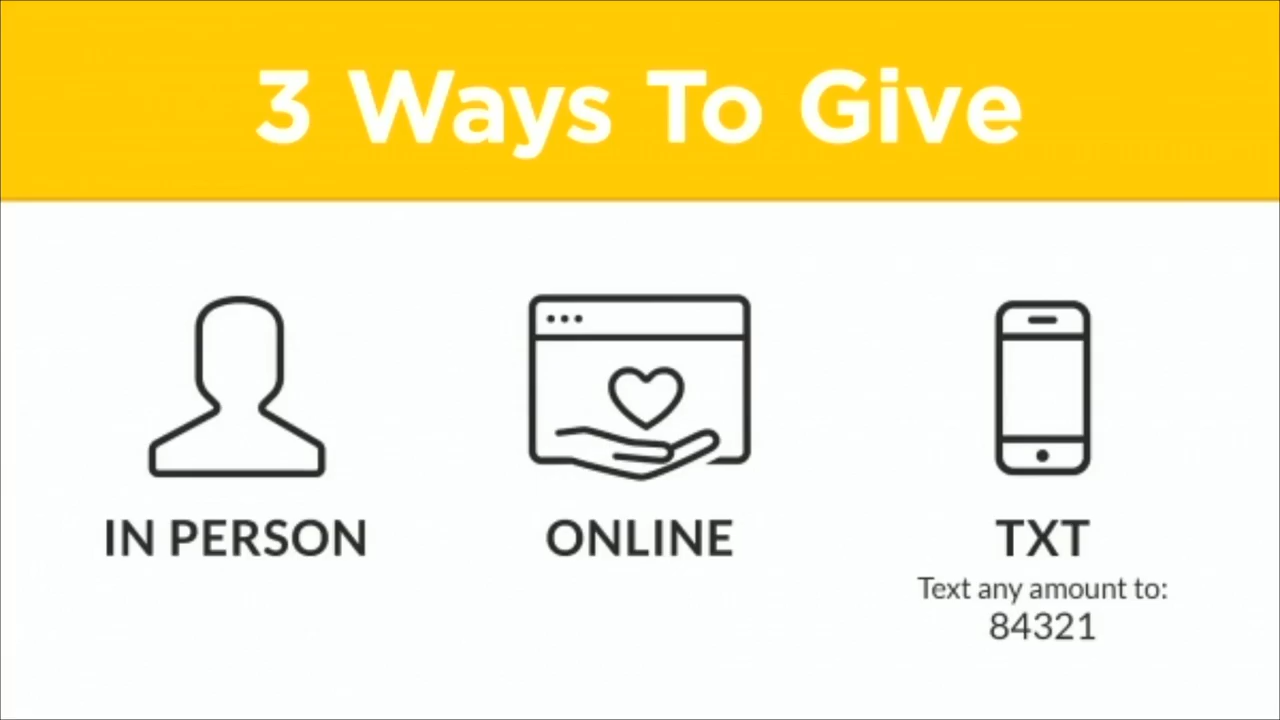 3 Ways To Give
IN PERSON
ONLINE
TXT
Text any amount to:
84321